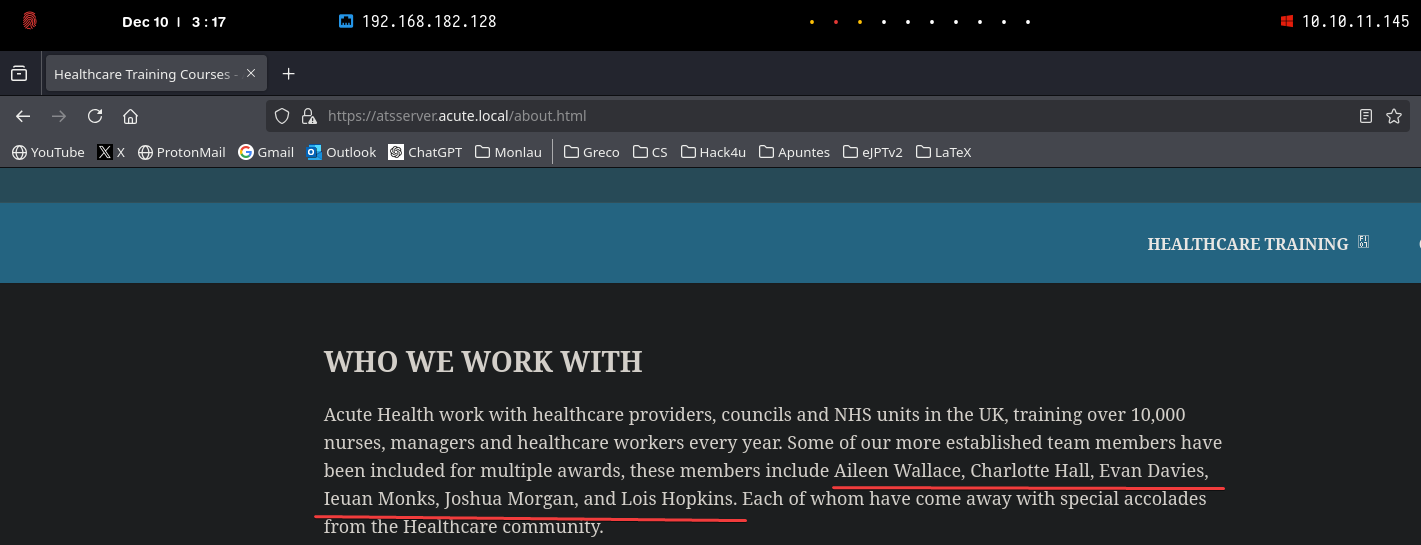 Dec 10 | 3:17 192.168.182.128 10.10.11.145
Healthcare Training Courses -
https://atsserver.acute.local/about.html
YouTube X ProtonMail Gmail Outlook ChatGPT Monlau Greco CS Hack4u Apuntes eJPTv2 LaTeX
HEALTHCARE TRAINING
WHO WE WORK WITH
Acute Health work with healthcare providers, councils and NHS units in the UK, training over 10,000
nurses, managers and healthcare workers every year. Some of our more established team members have
been included for multiple awards, these members include Aileen Wallace, Charlotte Hall, Evan Davies,
Ieuan Monks, Joshua Morgan, and Lois Hopkins. Each of whom have come away with special accolades
from the Healthcare community.